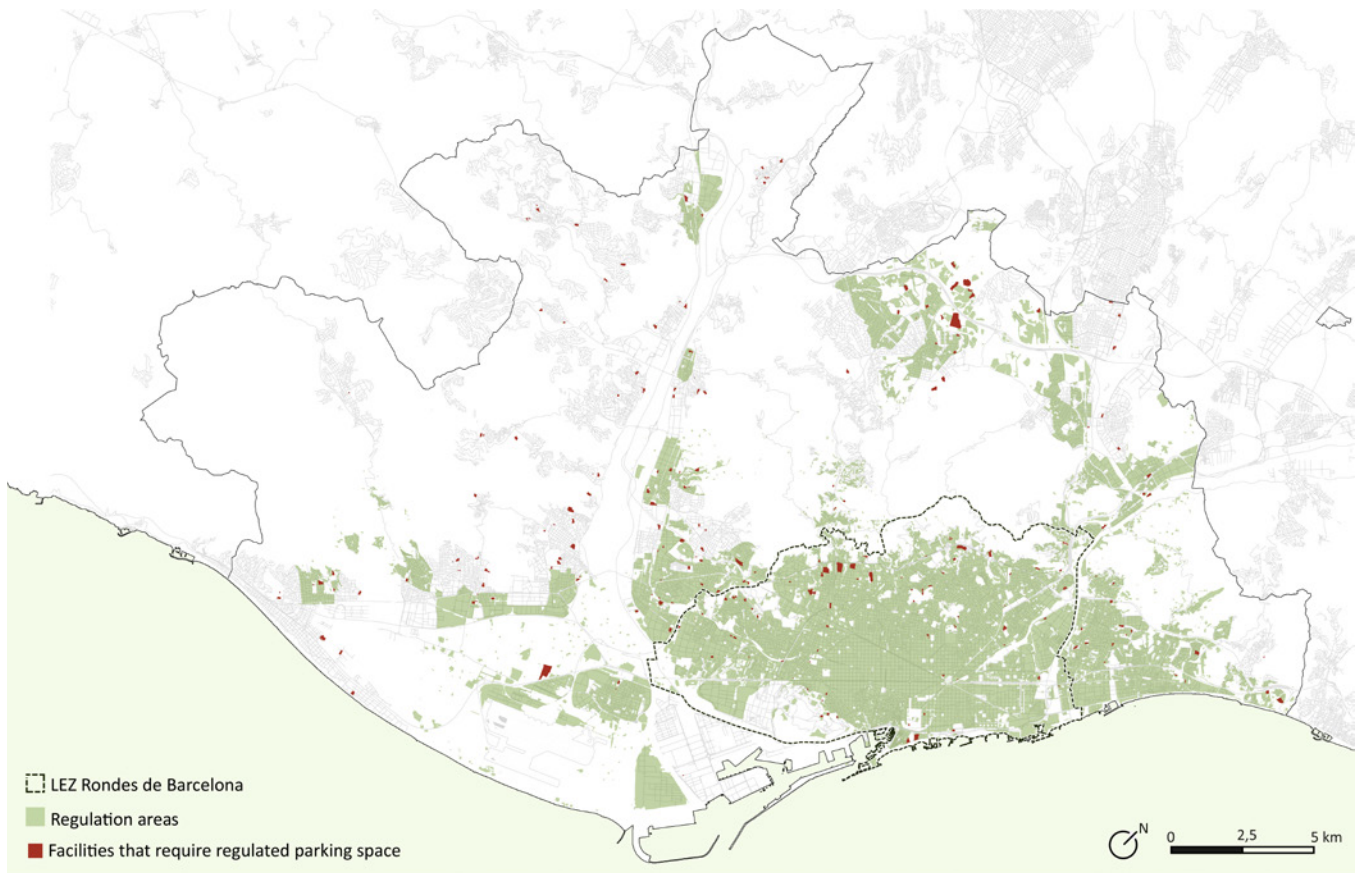 LEZ Rondes de Barcelona
Regulation areas
Facilities that require regulated parking space
N
0 2,5 5 km